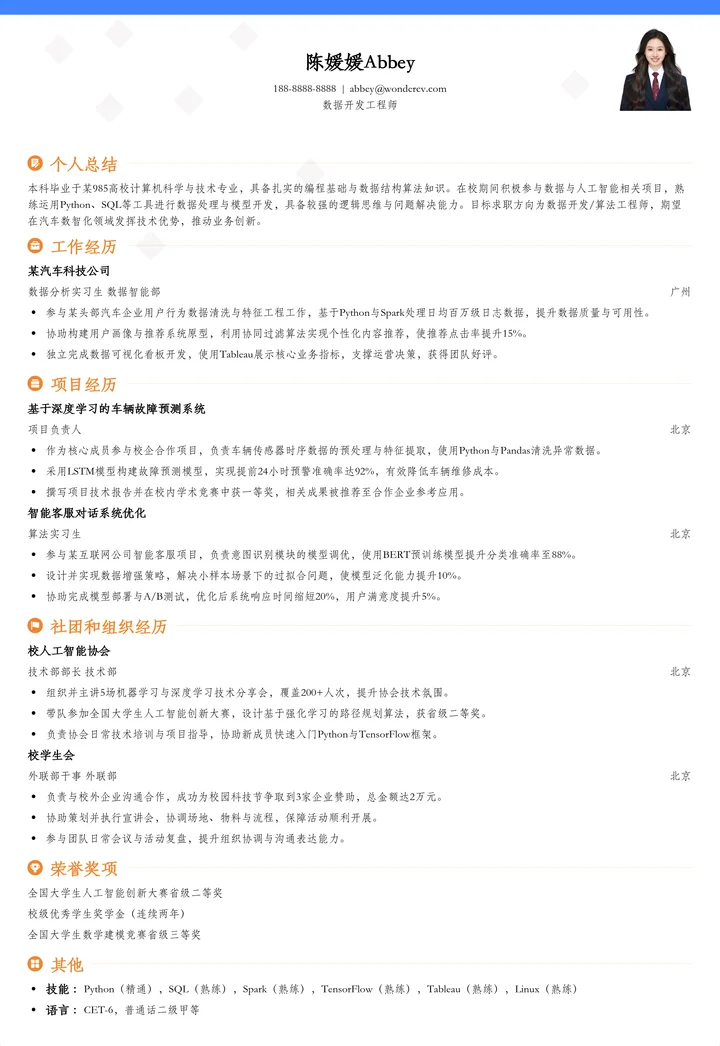 陈媛媛Abbey
188-8888-8888 | abbey@wondercv.com
数据开发工程师
个人总结
本科毕业于某985高校计算机科学与技术专业，具备扎实的编程基础与数据结构算法知识。在校期间积极参与数据与人工智能相关项目，熟
练运用Python、SQL等工具进行数据处理与模型开发，具备较强的逻辑思维与问题解决能力。目标求职方向为数据开发/算法工程师，期望
在汽车数智化领域发挥技术优势，推动业务创新。
工作经历
某汽车科技公司
数据分析实习生 数据智能部 广州
• 参与某头部汽车企业用户行为数据清洗与特征工程工作，基于Python与Spark处理日均百万级日志数据，提升数据质量与可用性。
• 协助构建用户画像与推荐系统原型，利用协同过滤算法实现个性化内容推荐，使推荐点击率提升15%。
• 独立完成数据可视化看板开发，使用Tableau展示核心业务指标，支撑运营决策，获得团队好评。
项目经历
基于深度学习的车辆故障预测系统
项目负责人 北京
• 作为核心成员参与校企合作项目，负责车辆传感器时序数据的预处理与特征提取，使用Python与Pandas清洗异常数据。
• 采用LSTM模型构建故障预测模型，实现提前24小时预警准确率达92%，有效降低车辆维修成本。
• 撰写项目技术报告并在校内学术竞赛中获一等奖，相关成果被推荐至合作企业参考应用。
智能客服对话系统优化
算法实习生 北京
• 参与某互联网公司智能客服项目，负责意图识别模块的模型调优，使用BERT预训练模型提升分类准确率至88%。
• 设计并实现数据增强策略，解决小样本场景下的过拟合问题，使模型泛化能力提升10%。
• 协助完成模型部署与A/B测试，优化后系统响应时间缩短20%，用户满意度提升5%。
社团和组织经历
校人工智能协会
技术部部长 技术部 北京
• 组织并主讲5场机器学习与深度学习技术分享会，覆盖200+人次，提升协会技术氛围。
• 带队参加全国大学生人工智能创新大赛，设计基于强化学习的路径规划算法，获省级二等奖。
• 负责协会日常技术培训与项目指导，协助新成员快速入门Python与TensorFlow框架。
校学生会
外联部干事 外联部 北京
• 负责与校外企业沟通合作，成功为校园科技节争取到3家企业赞助，总金额达2万元。
• 协助策划并执行宣讲会，协调场地、物料与流程，保障活动顺利开展。
• 参与团队日常会议与活动复盘，提升组织协调与沟通表达能力。
荣誉奖项
全国大学生人工智能创新大赛省级二等奖
校级优秀学生奖学金（连续两年）
全国大学生数学建模竞赛省级三等奖
其他
• 技能： Python（精通）, SQL（熟练）, Spark（熟练）, TensorFlow（熟练）, Tableau（熟练）, Linux（熟练）
• 语言： CET-6，普通话二级甲等